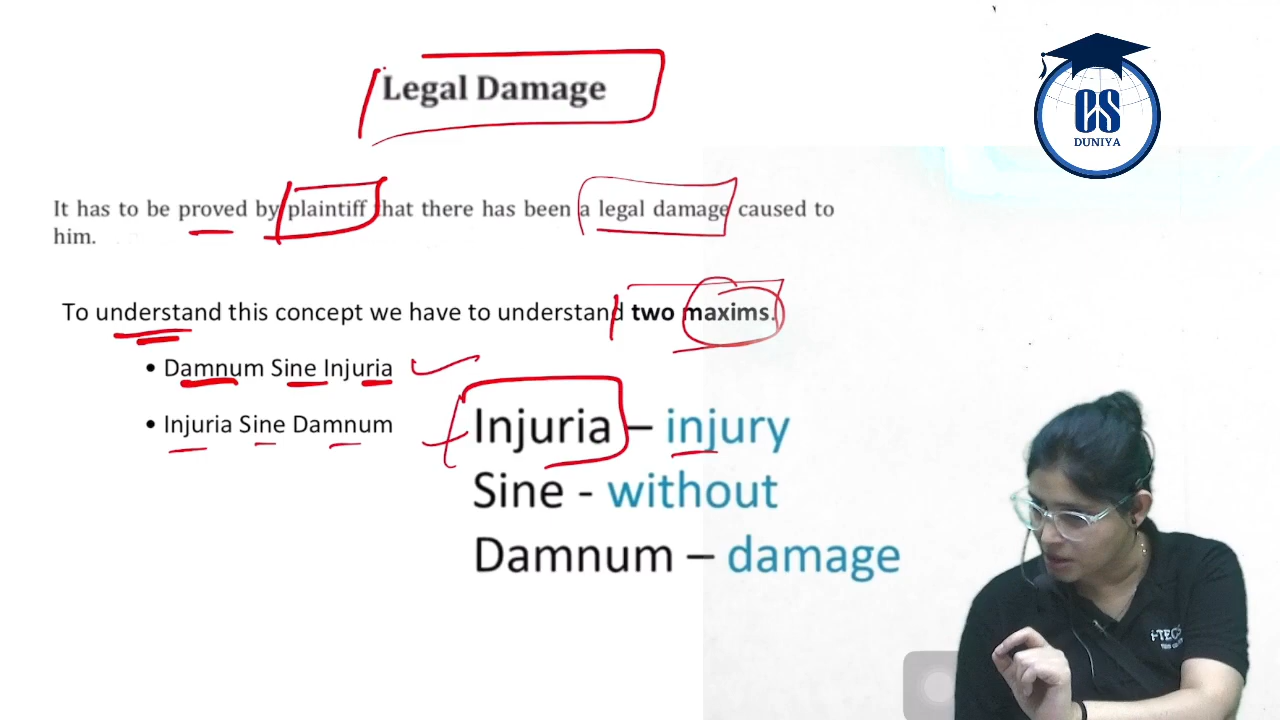 Legal Damage
CS
DUNIYA
It has to be proved by plaintiff that there has been a legal damage caused to
him.
To understand this concept we have to understand two maxims.
• Damnum Sine Injuria
• Injuria Sine Damnum
Injuria – injury
Sine - without
Damnum – damage
i-TECH